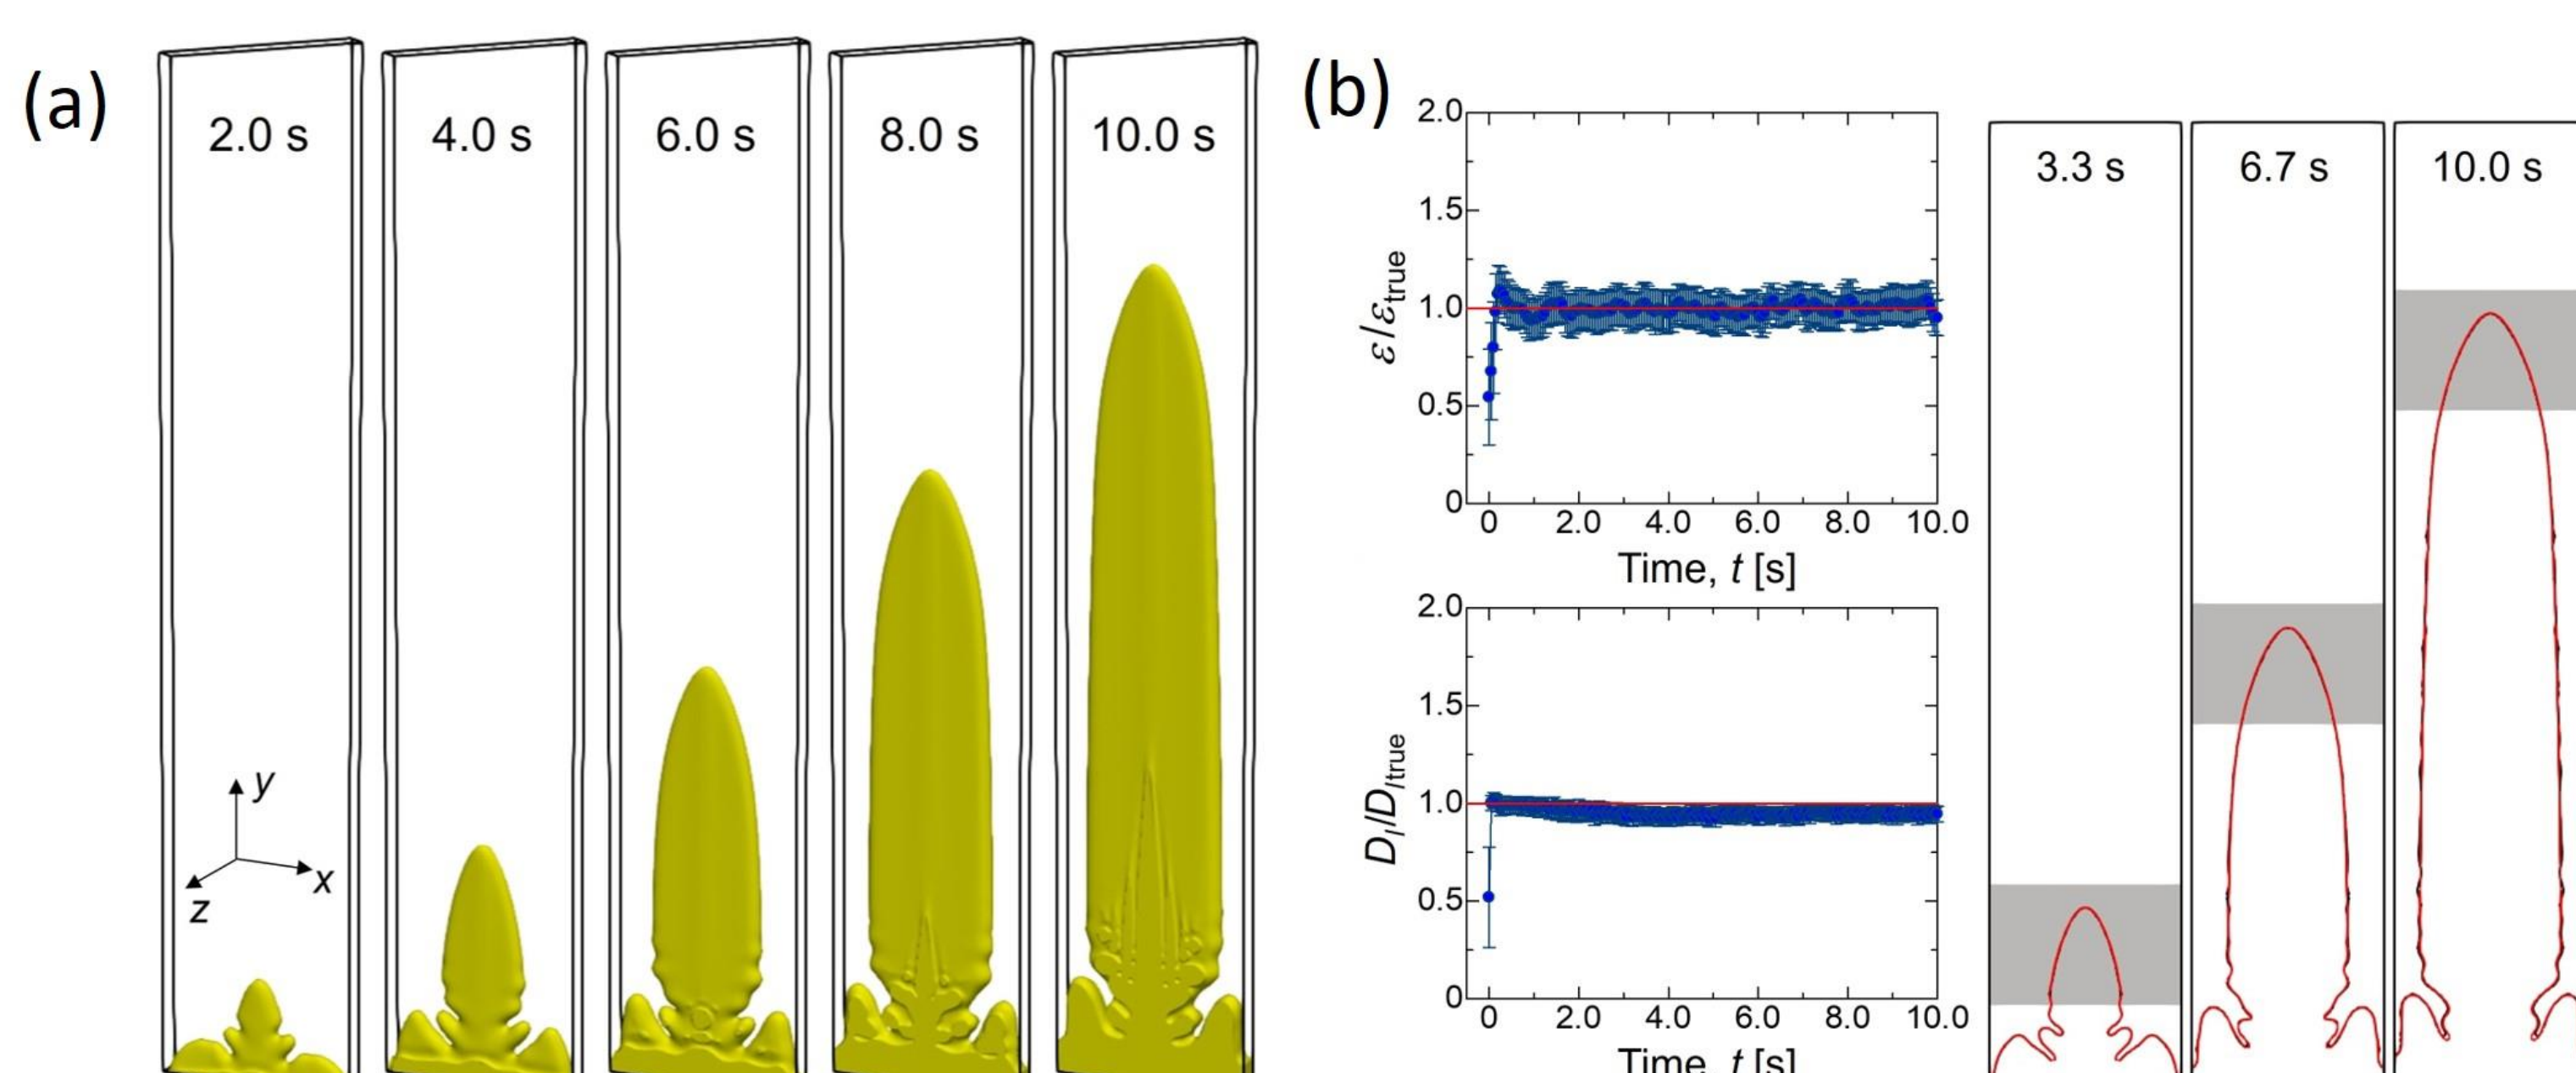 (a)
2.0 s
4.0 s
6.0 s
8.0 s
10.0 s
y
x
z
(b)
2.0
1.5
1.0
0.5
0
ε/ε_true
0 2.0 4.0 6.0 8.0 10.0
Time, t [s]
2.0
1.5
1.0
0.5
0
D_l/D_l true
0 2.0 4.0 6.0 8.0 10.0
Time, t [s]
3.3 s
6.7 s
10.0 s